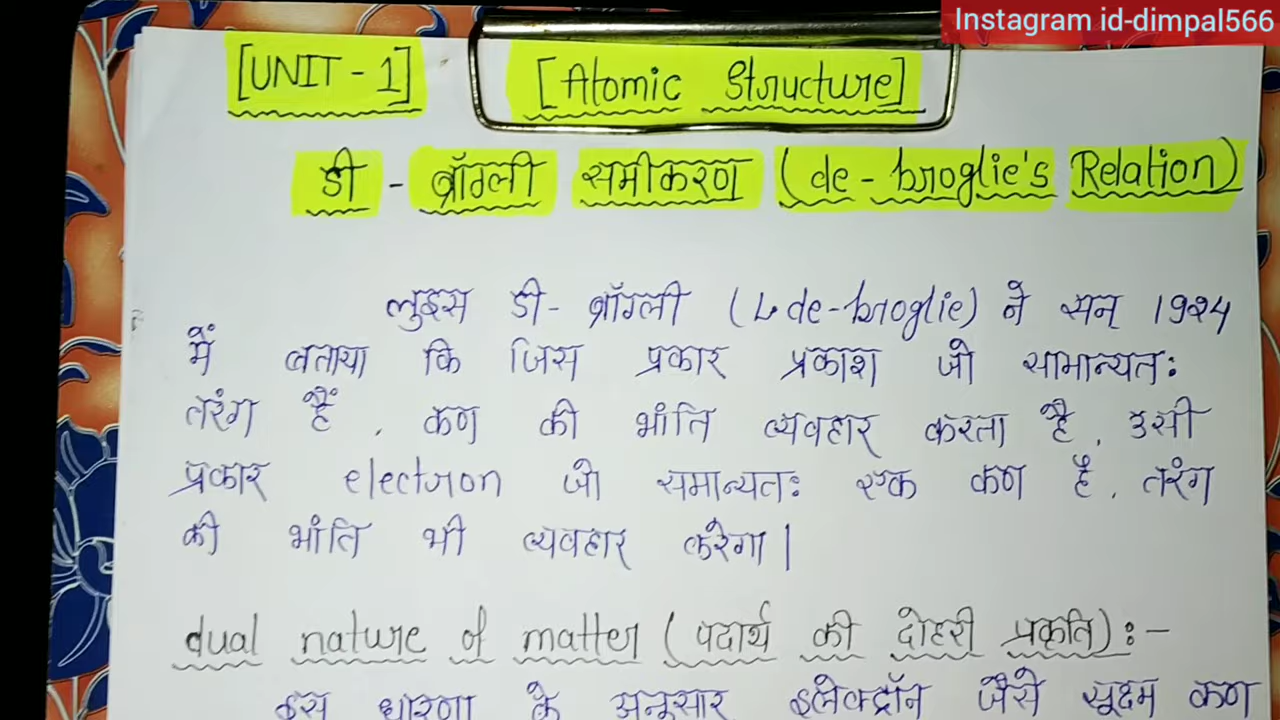 Instagram id-dimpal566
[UNIT - 1] [Atomic Structure]
डी - ब्रॉग्ली समीकरण (de - broglie's Relation)
लुइस डी - ब्रॉग्ली (L de-broglie) ने सन् 1924
में बताया कि जिस प्रकार प्रकाश जो सामान्यतः
तरंग हैं , कण की भांति व्यवहार करता है , उसी
प्रकार electron जो समान्यतः एक कण है , तरंग
की भांति भी व्यवहार करेगा |
dual nature of matter (पदार्थ की दोहरी प्रकृति) : -
इस धारणा के अनुसार इलेक्ट्रॉन जैसे सूक्ष्म कण